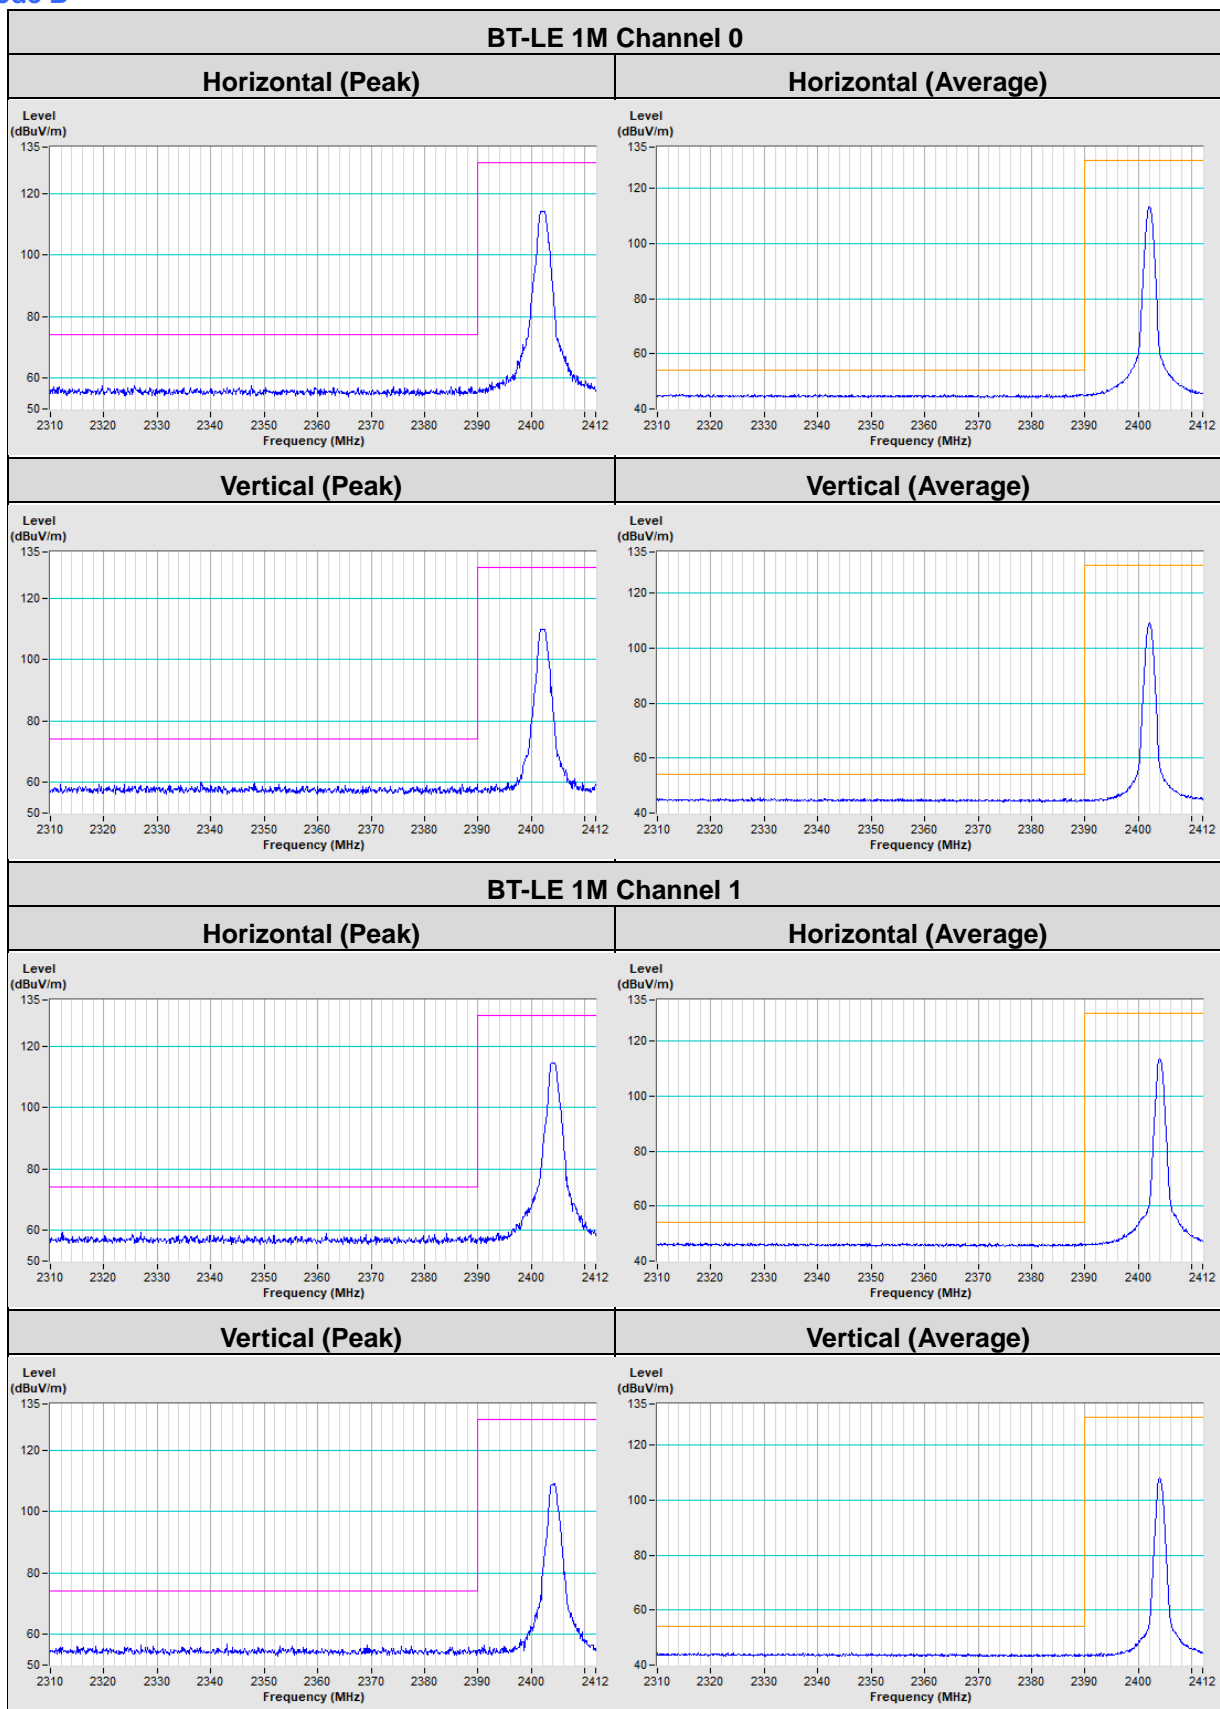 BT-LE 1M Channel 0
Horizontal (Peak) Horizontal (Average)
Level
(dBuV/m)
135
120
100
80
60
50
2310 2320 2330 2340 2350 2360 2370 2380 2390 2400 2412
Frequency (MHz)
Level
(dBuV/m)
135
120
100
80
60
40
2310 2320 2330 2340 2350 2360 2370 2380 2390 2400 2412
Frequency (MHz)
Vertical (Peak) Vertical (Average)
Level
(dBuV/m)
135
120
100
80
60
50
2310 2320 2330 2340 2350 2360 2370 2380 2390 2400 2412
Frequency (MHz)
Level
(dBuV/m)
135
120
100
80
60
40
2310 2320 2330 2340 2350 2360 2370 2380 2390 2400 2412
Frequency (MHz)
BT-LE 1M Channel 1
Horizontal (Peak) Horizontal (Average)
Level
(dBuV/m)
135
120
100
80
60
50
2310 2320 2330 2340 2350 2360 2370 2380 2390 2400 2412
Frequency (MHz)
Level
(dBuV/m)
135
120
100
80
60
40
2310 2320 2330 2340 2350 2360 2370 2380 2390 2400 2412
Frequency (MHz)
Vertical (Peak) Vertical (Average)
Level
(dBuV/m)
135
120
100
80
60
50
2310 2320 2330 2340 2350 2360 2370 2380 2390 2400 2412
Frequency (MHz)
Level
(dBuV/m)
135
120
100
80
60
40
2310 2320 2330 2340 2350 2360 2370 2380 2390 2400 2412
Frequency (MHz)